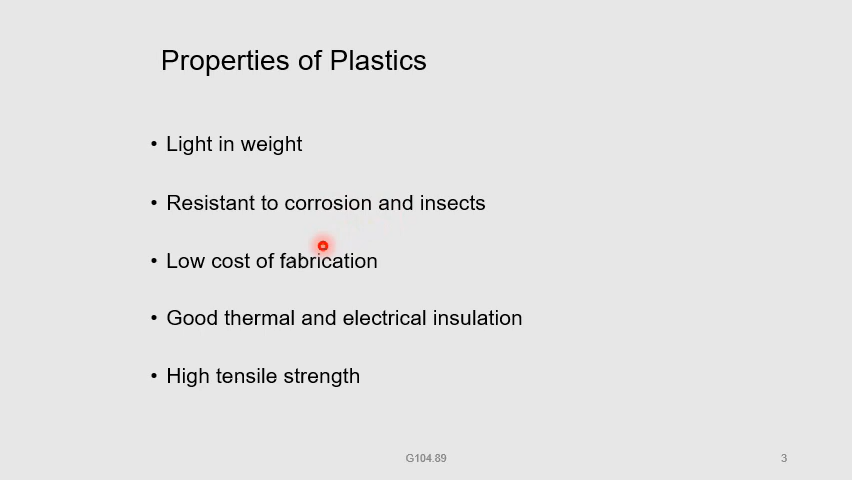 Properties of Plastics
• Light in weight
• Resistant to corrosion and insects
• Low cost of fabrication
• Good thermal and electrical insulation
• High tensile strength
G104.89
3